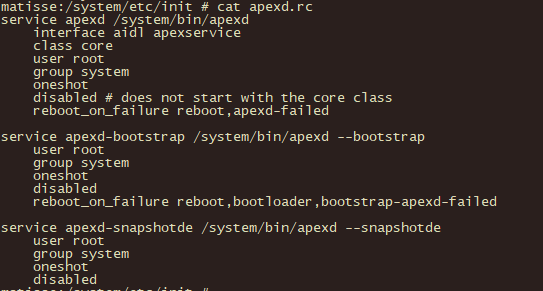 matisse:/system/etc/init # cat apexd.rc
service apexd /system/bin/apexd
    interface aidl apexservice
    class core
    user root
    group system
    oneshot
    disabled # does not start with the core class
    reboot_on_failure reboot,apexd-failed

service apexd-bootstrap /system/bin/apexd --bootstrap
    user root
    group system
    oneshot
    disabled
    reboot_on_failure reboot,bootloader,bootstrap-apexd-failed

service apexd-snapshotde /system/bin/apexd --snapshotde
    user root
    group system
    oneshot
    disabled
matisse:/system/etc/init #